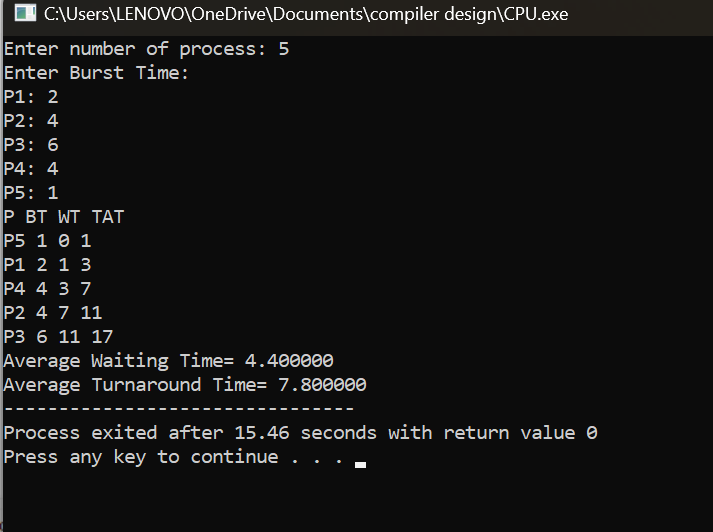 C:\Users\LENOVO\OneDrive\Documents\compiler design\CPU.exe
Enter number of process: 5
Enter Burst Time:
P1: 2
P2: 4
P3: 6
P4: 4
P5: 1
P BT WT TAT
P5 1 0 1
P1 2 1 3
P4 4 3 7
P2 4 7 11
P3 6 11 17
Average Waiting Time= 4.400000
Average Turnaround Time= 7.800000
--------------------------------
Process exited after 15.46 seconds with return value 0
Press any key to continue . . .